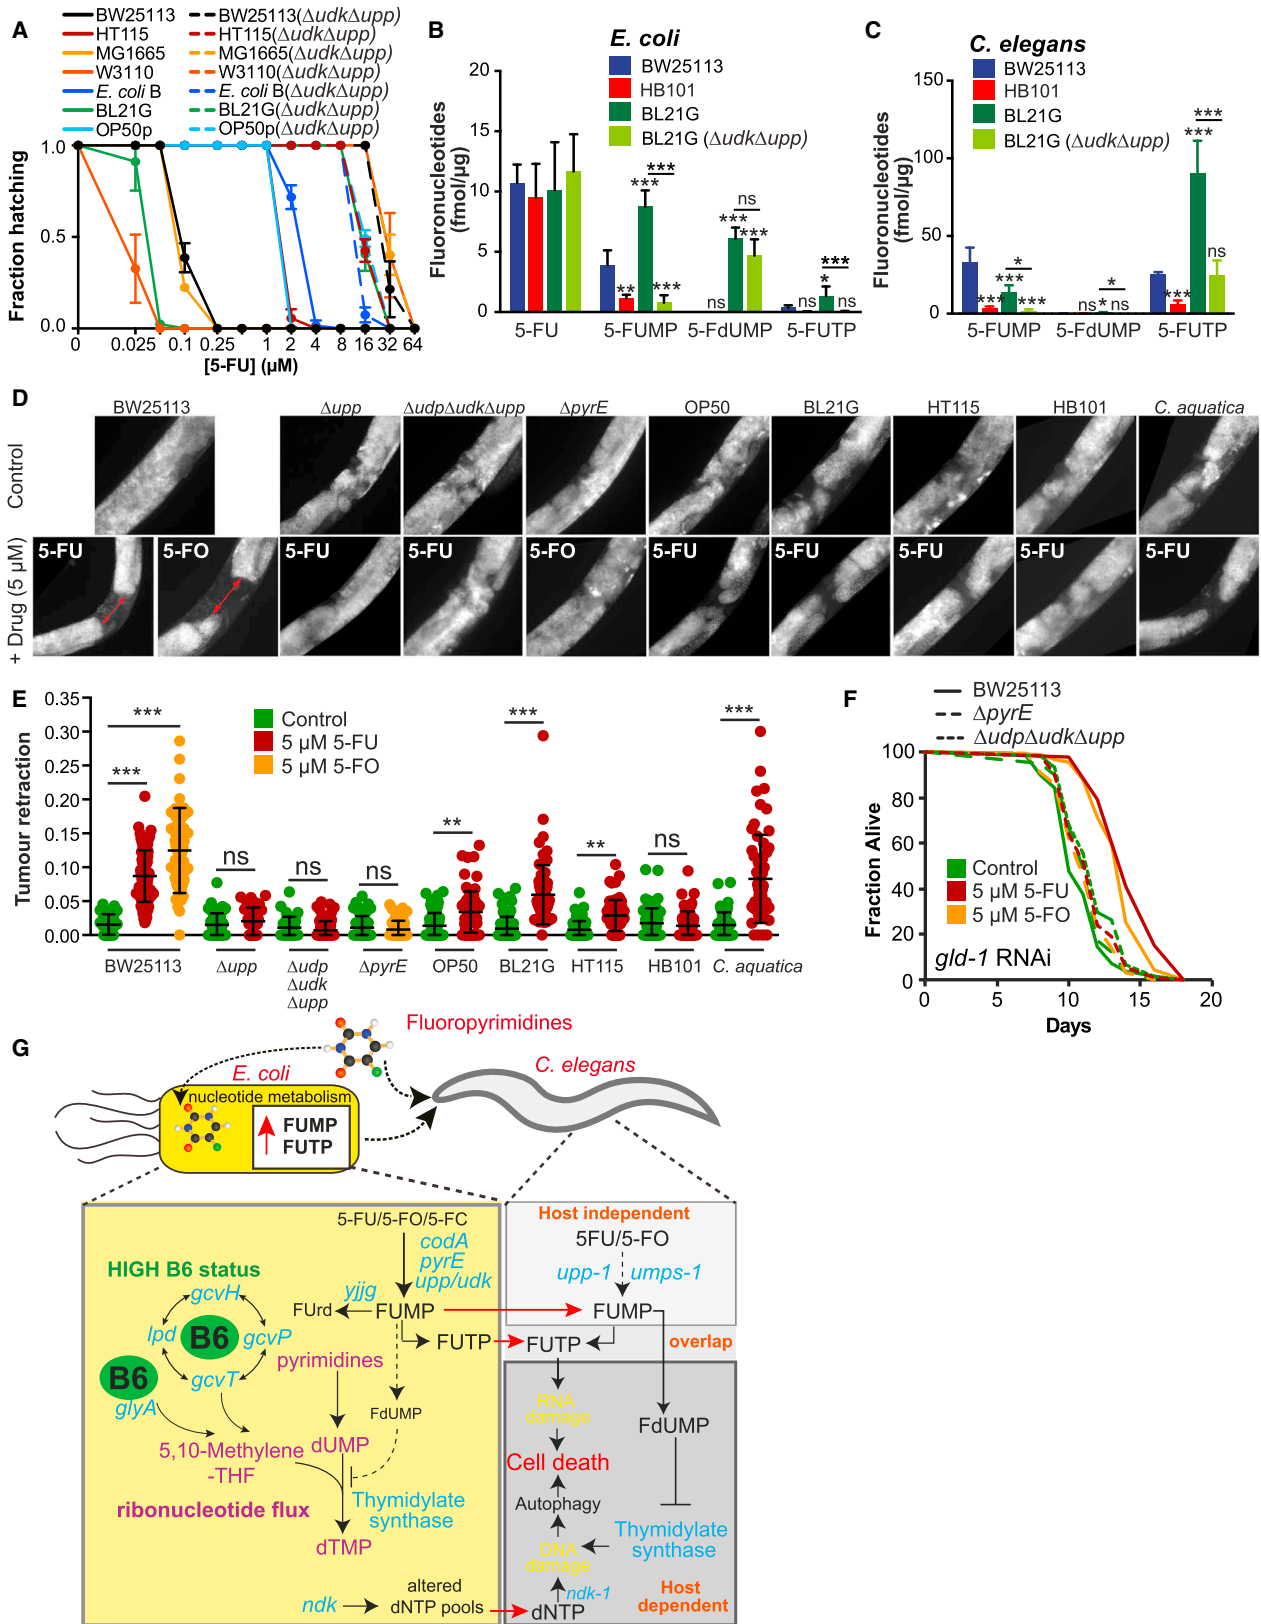 A
BW25113
HT115
MG1665
W3110
E. coli B
BL21G
OP50p
BW25113(ΔudkΔupp)
HT115(ΔudkΔupp)
MG1665(ΔudkΔupp)
W3110(ΔudkΔupp)
E. coli B(ΔudkΔupp)
BL21G(ΔudkΔupp)
OP50p(ΔudkΔupp)
Fraction hatching
1.0
0.5
0.0
0 0.025 0.1 0.25 1 2 4 8 16 32 64
[5-FU] (µM)
B
E. coli
BW25113
HB101
BL21G
BL21G (ΔudkΔupp)
Fluoronucleotides
(fmol/µg)
20
15
10
5
0
*** *** ** *** ns *** *** ns *** * ns ns
5-FU 5-FUMP 5-FdUMP 5-FUTP
C
C. elegans
BW25113
HB101
BL21G
BL21G (ΔudkΔupp)
Fluoronucleotides
(fmol/µg)
150
100
50
0
* *** *** *** * ns * ns *** *** *** ns
5-FUMP 5-FdUMP 5-FUTP
D
BW25113 Δupp ΔudpΔudkΔupp ΔpyrE OP50 BL21G HT115 HB101 C. aquatica
Control
+ Drug (5 µM)
5-FU 5-FO 5-FU 5-FU 5-FO 5-FU 5-FU 5-FU 5-FU 5-FU
E
Tumour retraction
0.35
0.30
0.25
0.20
0.15
0.10
0.05
0.00
Control
5 µM 5-FU
5 µM 5-FO
*** *** ns ns ns ** *** ** ns ***
BW25113 Δupp Δudp ΔpyrE OP50 BL21G HT115 HB101 C. aquatica
Δudk
Δupp
F
BW25113
ΔpyrE
ΔudpΔudkΔupp
Fraction Alive
100
80
60
40
20
0
Control
5 µM 5-FU
5 µM 5-FO
gld-1 RNAi
0 5 10 15 20
Days
G
Fluoropyrimidines
E. coli
nucleotide metabolism
FUMP
FUTP
C. elegans
5-FU/5-FO/5-FC
codA
pyrE
upp/udk
HIGH B6 status
gcvH
lpd
B6
gcvP
gcvT
B6
glyA
yjjg
FUrd
FUMP
FUTP
pyrimidines
FdUMP
dUMP
5,10-Methylene
-THF
ribonucleotide flux
Thymidylate
synthase
dTMP
ndk
altered
dNTP pools
Host independent
5FU/5-FO
upp-1
umps-1
FUMP
FUTP
overlap
RNA
damage
FdUMP
Cell death
Autophagy
DNA
damage
Thymidylate
synthase
ndk-1
dNTP
Host
dependent